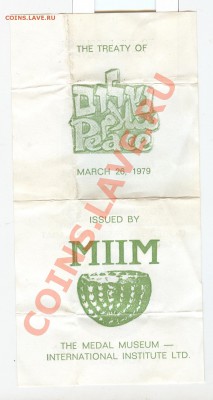 COINS.LAVE.RU
THE TREATY OF
Peace
MARCH 26, 1979
ISSUED BY
MIIM
THE MEDAL MUSEUM —
INTERNATIONAL INSTITUTE LTD.
COINS.LAVE.RU